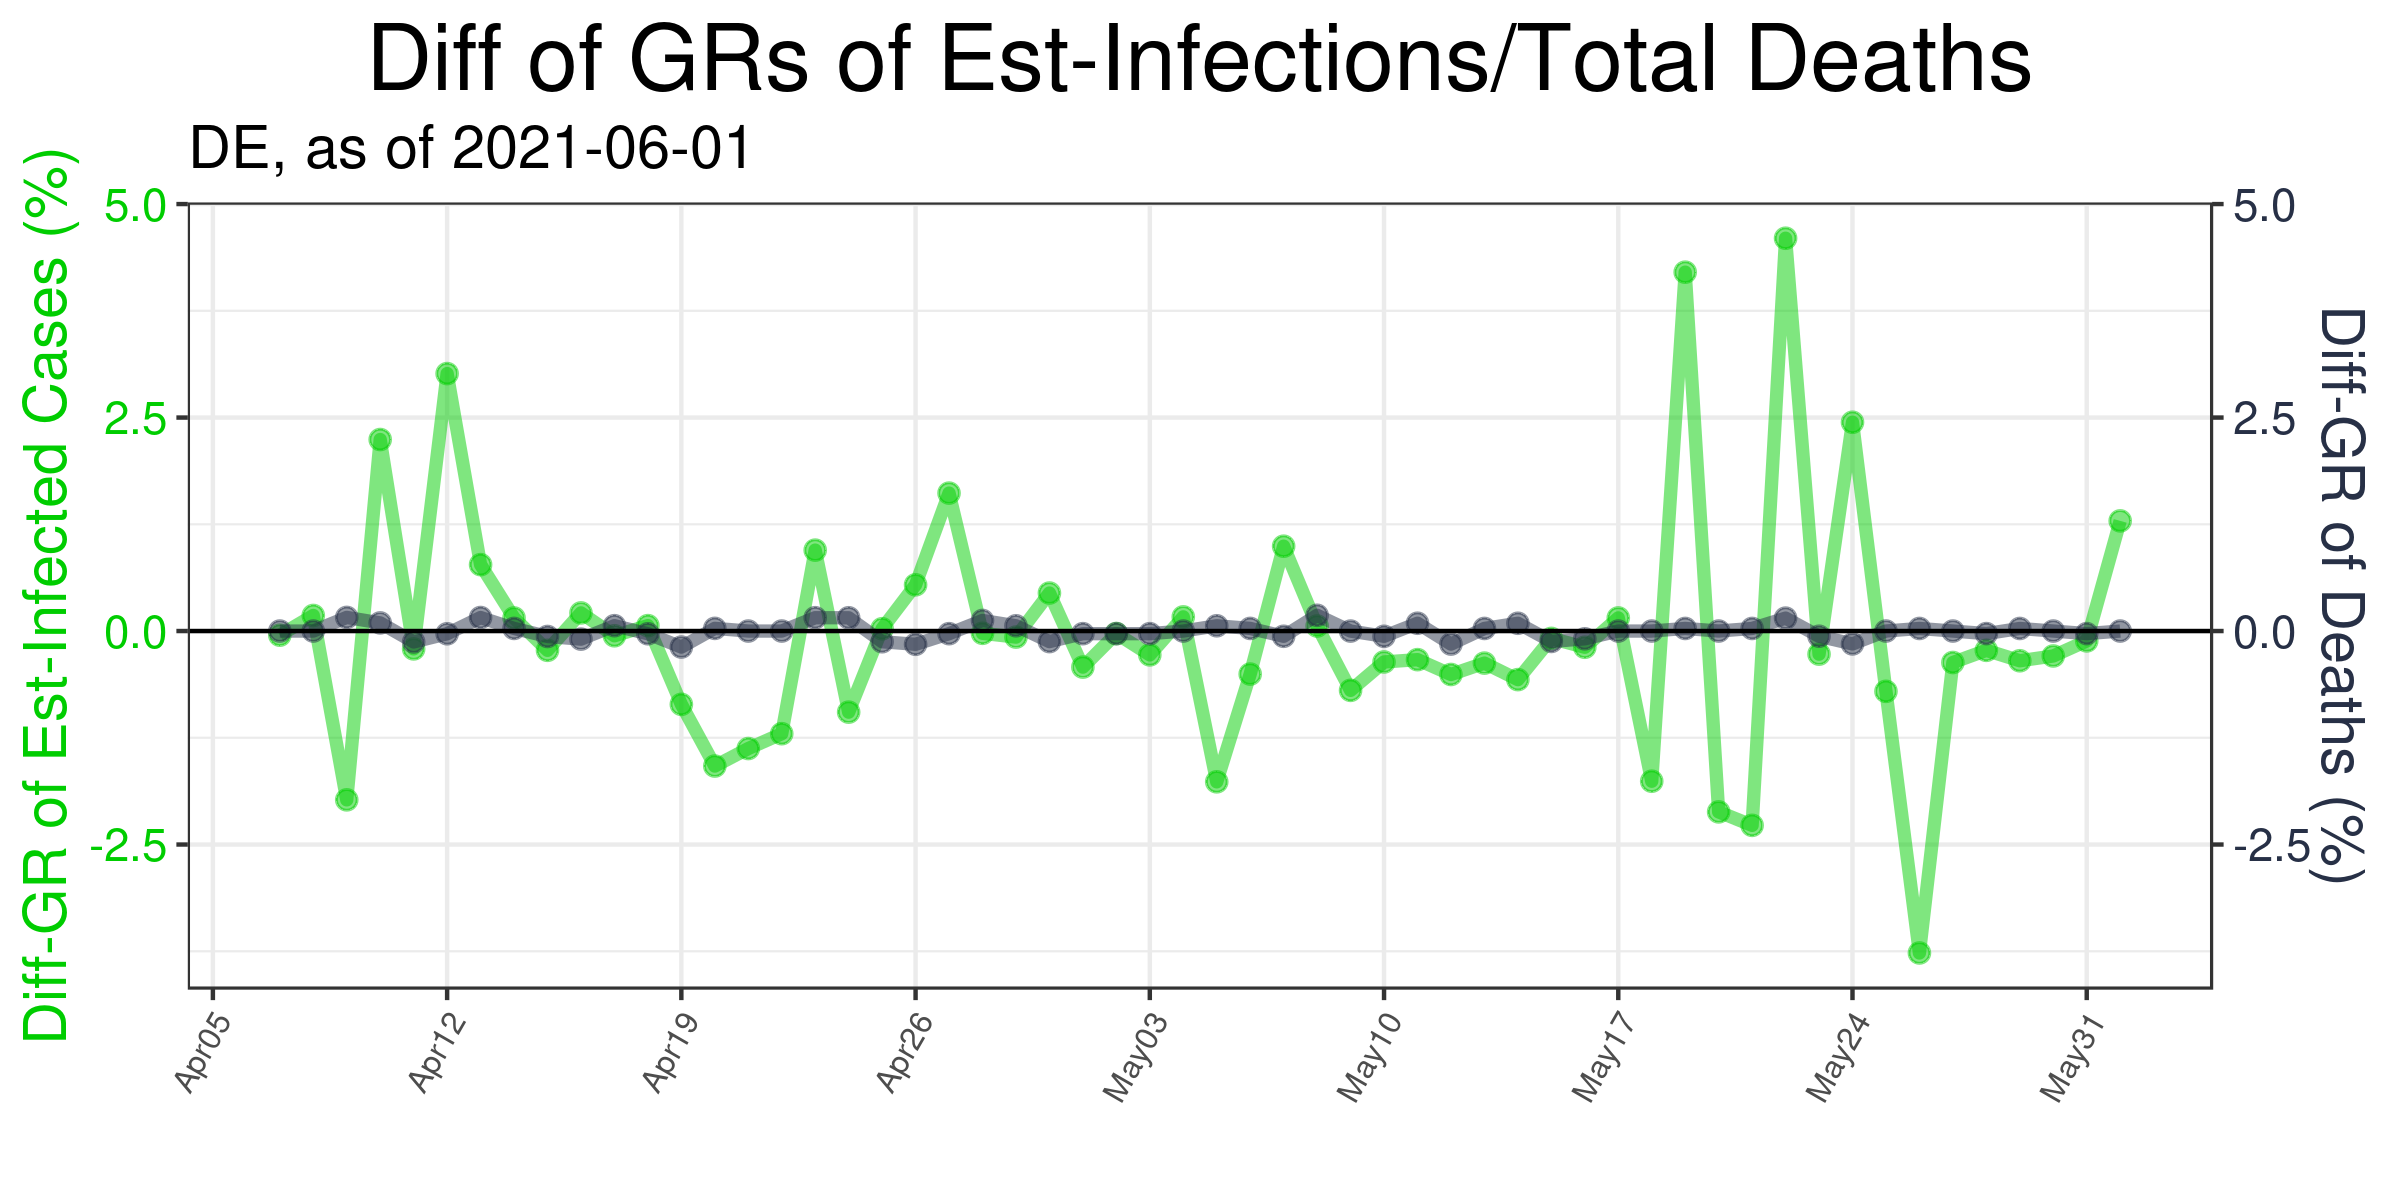 Diff of GRs of Est-Infections/Total Deaths
DE, as of 2021-06-01
Diff-GR of Est-Infected Cases (%)
5.0
2.5
0.0
-2.5
5.0
2.5
0.0
-2.5
Diff-GR of Deaths (%)
Apr05
Apr12
Apr19
Apr26
May03
May10
May17
May24
May31